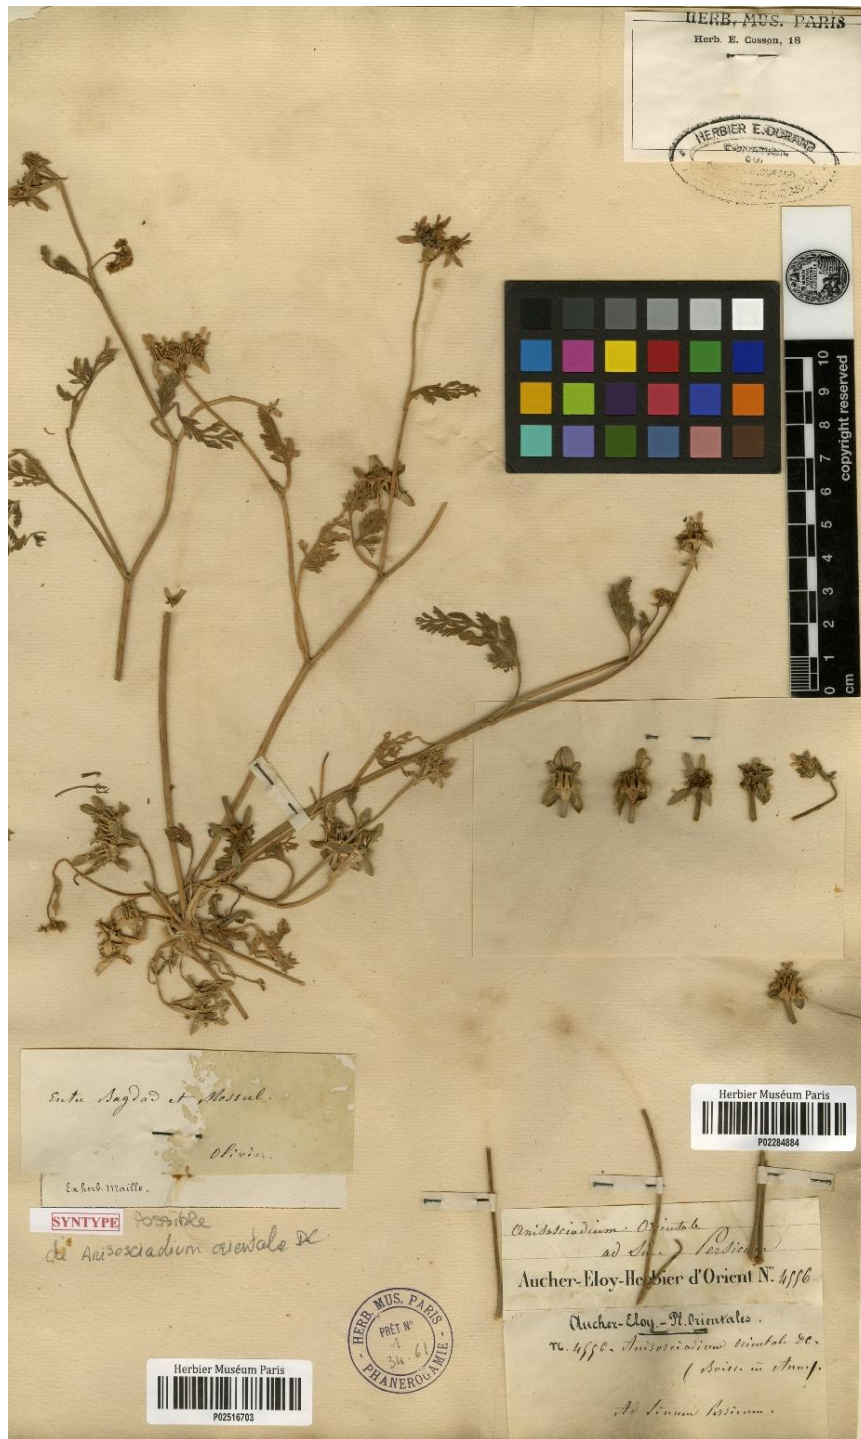 HERB. MUS. PARIS
Herb. E. Cosson, 18
HERBIER E. DURAND
10
9
8
7
6
5
4
3
2
1
0
cm
copyright reserved
Entre Bagdad et Mossul.
Olivier.
Ex herb. Maille.
SYNTYPE Possible
de Anisosciadium orientale DC.
Herbier Muséum Paris
P02516703
HERB. MUS. PARIS
PRÊT N°
34 61
PHANEROGAMIE
Herbier Muséum Paris
P02284884
Anisosciadium Orientale
ad Persicum
Aucher-Eloy-Herbier d'Orient N.° 4556
Aucher-Eloy.-Pl. Orientales.
n. 4556. Anisosciadium orientale DC.
(Boiss. in
Ad Sinum Persicum.